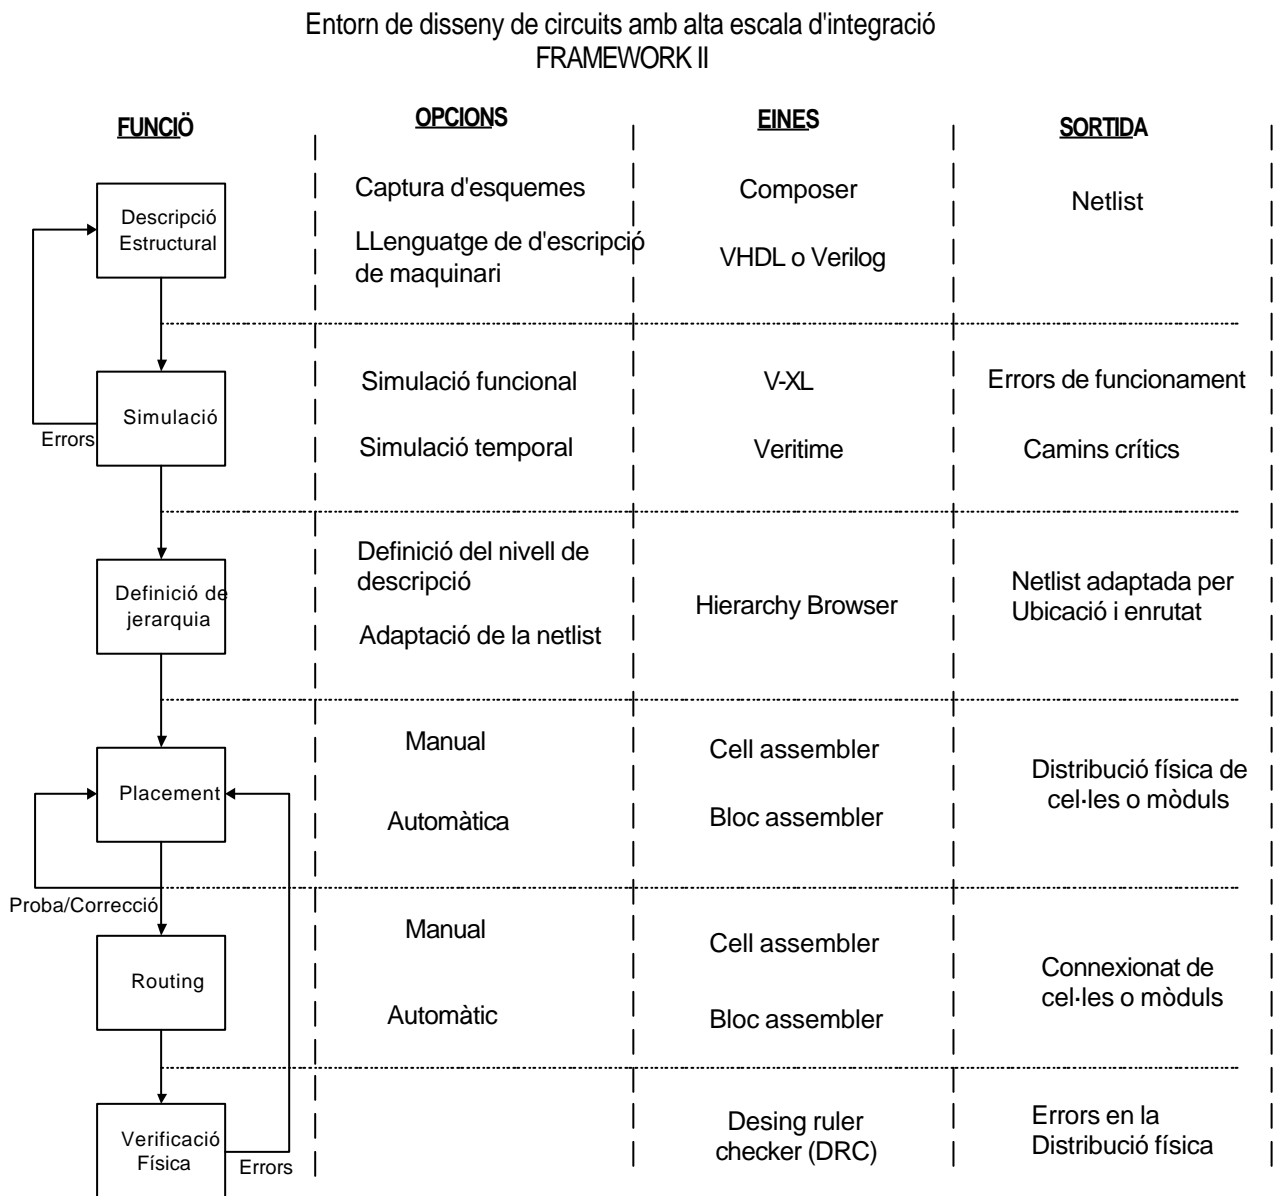 Entorn de disseny de circuits amb alta escala d'integració
FRAMEWORK II
FUNCIÖ
OPCIONS
EINES
SORTIDA
Descripció
Estructural
Captura d'esquemes
LLenguatge de d'escripció
de maquinari
Composer
VHDL o Verilog
Netlist
Simulació
Errors
Simulació funcional
Simulació temporal
V-XL
Veritime
Errors de funcionament
Camins crítics
Definició de
jerarquia
Definició del nivell de
descripció
Adaptació de la netlist
Hierarchy Browser
Netlist adaptada per
Ubicació i enrutat
Placement
Proba/Correcció
Manual
Automàtica
Cell assembler
Bloc assembler
Distribució física de
cel·les o mòduls
Routing
Manual
Automàtic
Cell assembler
Bloc assembler
Connexionat de
cel·les o mòduls
Verificació
Física
Errors
Desing ruler
checker (DRC)
Errors en la
Distribució física